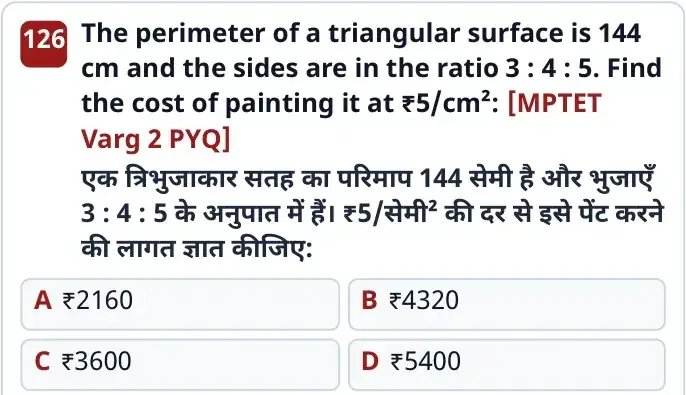 126 The perimeter of a triangular surface is 144
cm and the sides are in the ratio 3 : 4 : 5. Find
the cost of painting it at ₹5/cm²: [MPTET
Varg 2 PYQ]
एक त्रिभुजाकार सतह का परिमाप 144 सेमी है और भुजाएँ
3 : 4 : 5 के अनुपात में हैं। ₹5/सेमी² की दर से इसे पेंट करने
की लागत ज्ञात कीजिए:
A ₹2160 B ₹4320
C ₹3600 D ₹5400